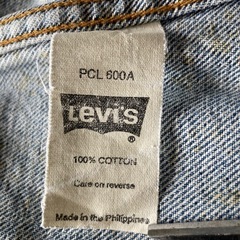 PCL 600A
Levi's
®
100% COTTON
Care on reverse
Made in the Philippines